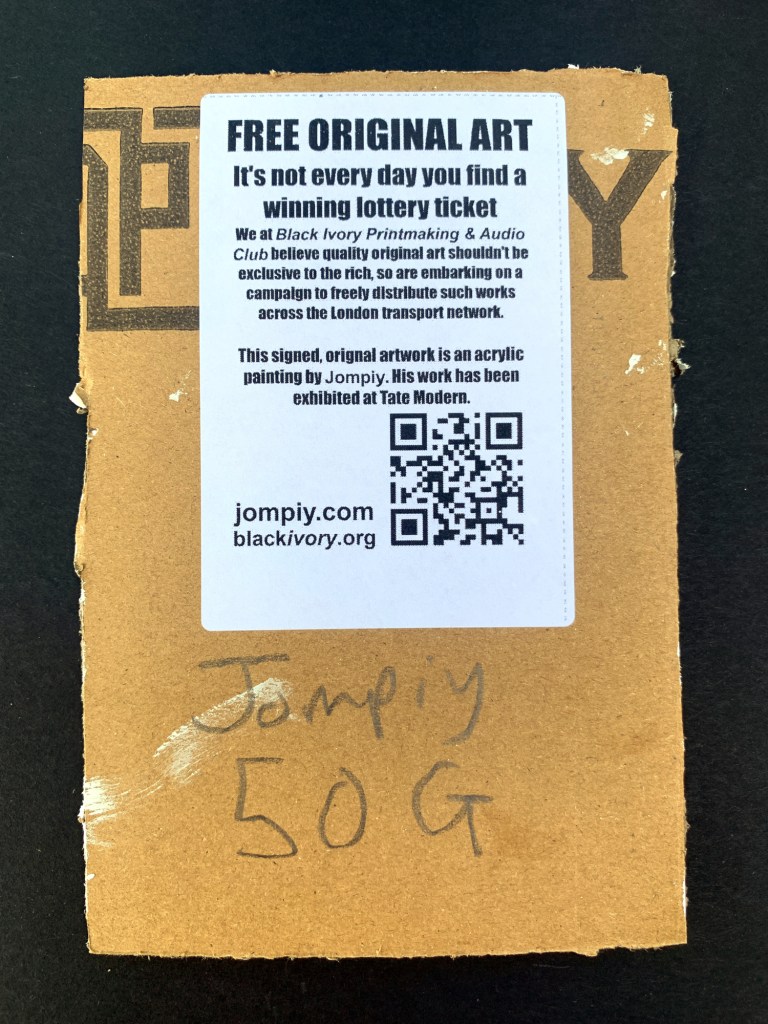 FREE ORIGINAL ART
It's not every day you find a
winning lottery ticket
We at Black Ivory Printmaking & Audio
Club believe quality original art shouldn't be
exclusive to the rich, so are embarking on a
campaign to freely distribute such works
across the London transport network.
This signed, orignal artwork is an acrylic
painting by Jompiy. His work has been
exhibited at Tate Modern.
jompiy.com
blackivory.org
Y
Jompiy
50G